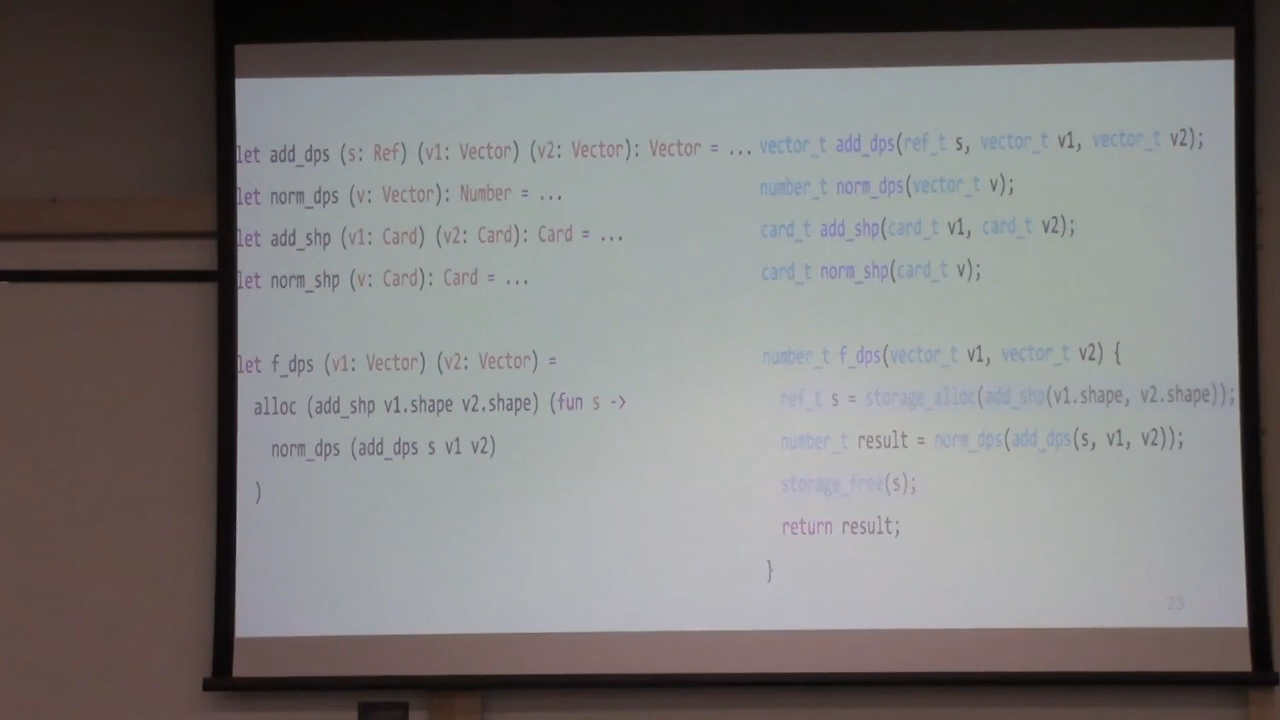 let add_dps (s: Ref) (v1: Vector) (v2: Vector): Vector = ...
let norm_dps (v: Vector): Number = ...
let add_shp (v1: Card) (v2: Card): Card = ...
let norm_shp (v: Card): Card = ...
let f_dps (v1: Vector) (v2: Vector) =
alloc (add_shp v1.shape v2.shape) (fun s ->
norm_dps (add_dps s v1 v2)
)
vector_t add_dps(ref_t s, vector_t v1, vector_t v2);
number_t norm_dps(vector_t v);
card_t add_shp(card_t v1, card_t v2);
card_t norm_shp(card_t v);
number_t f_dps(vector_t v1, vector_t v2) {
ref_t s = storage_alloc(add_shp(v1.shape, v2.shape));
number_t result = norm_dps(add_dps(s, v1, v2));
storage_free(s);
return result;
}
23